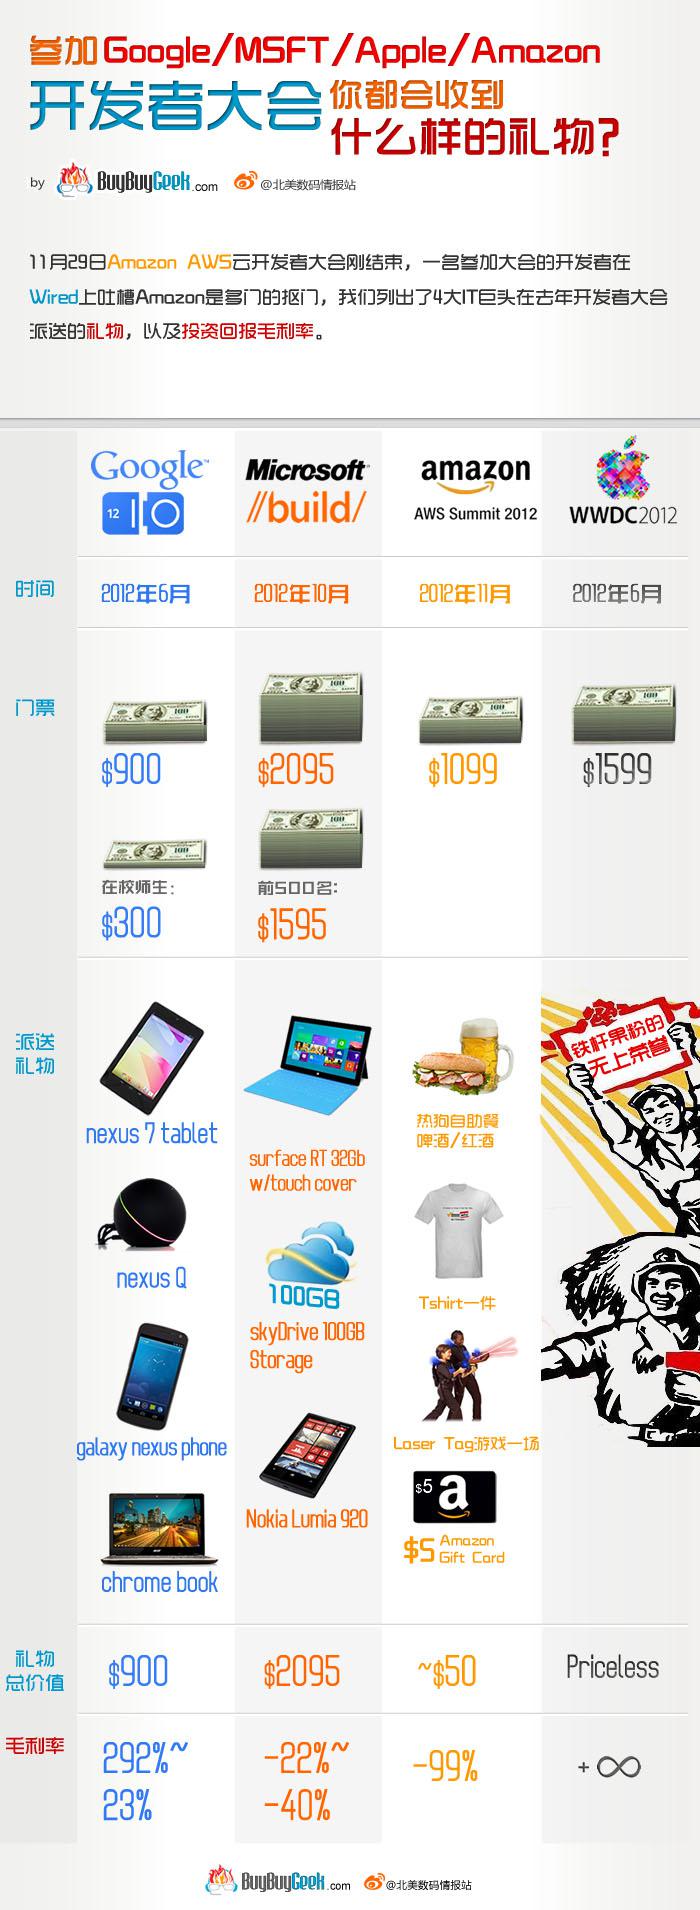 参加Google/MSFT/Apple/Amazon
开发者大会
你都会收到
什么样的礼物?
by BuyBuyGeek.com @北美数码情报站
11月29日Amazon AWS云开发者大会刚结束，一名参加大会的开发者在
Wired上吐槽Amazon是多门的抠门，我们列出了4大IT巨头在去年开发者大会
派送的礼物，以及投资回报毛利率。
Google™
12
Microsoft
//build/
amazon
AWS Summit 2012
WWDC2012
时间
2012年6月
2012年10月
2012年11月
2012年6月
门票
$900
$2095
$1099
$1599
在校师生：
$300
前500名：
$1595
派送
礼物
nexus 7 tablet
surface RT 32Gb
w/touch cover
热狗自助餐
啤酒/红酒
铁杆果粉的
无上荣誉
nexus Q
100GB
skyDrive 100GB
Storage
Tshirt一件
galaxy nexus phone
Nokia Lumia 920
Laser Tag游戏一场
chrome book
$5 a
$5 Amazon
Gift Card
礼物
总价值
$900
$2095
~$50
Priceless
毛利率
292%~
23%
-22%~
-40%
-99%
+ ∞
BuyBuyGeek.com @北美数码情报站